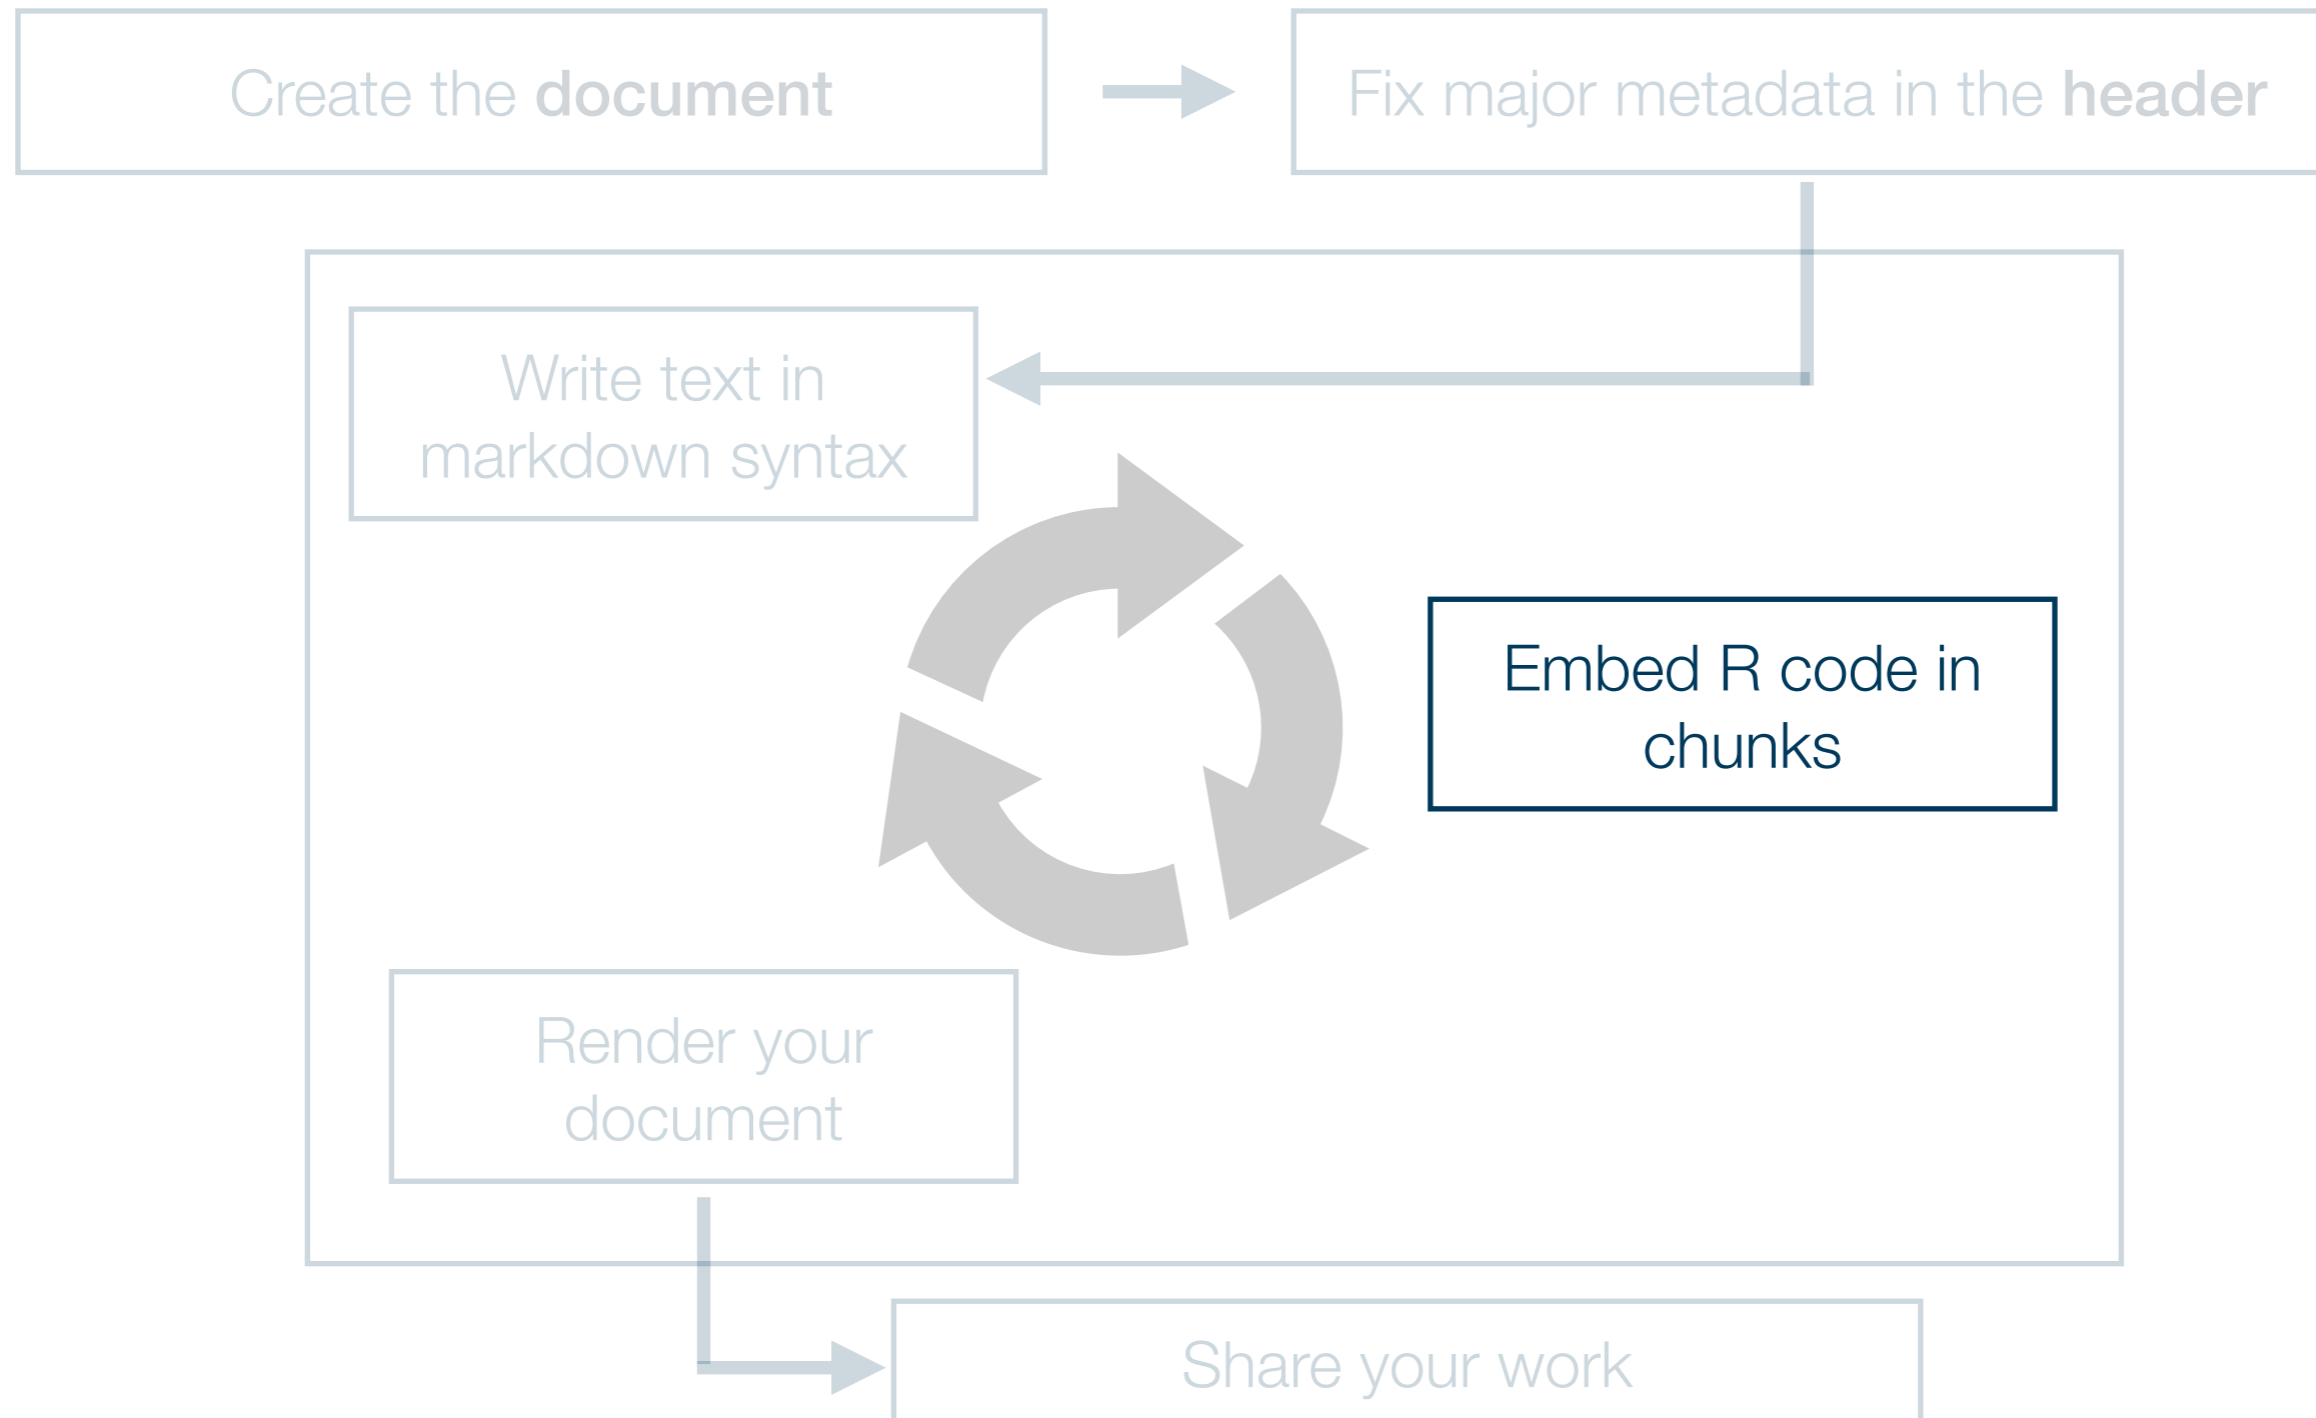 Create the document
Fix major metadata in the header
Write text in
markdown syntax
Embed R code in
chunks
Render your
document
Share your work